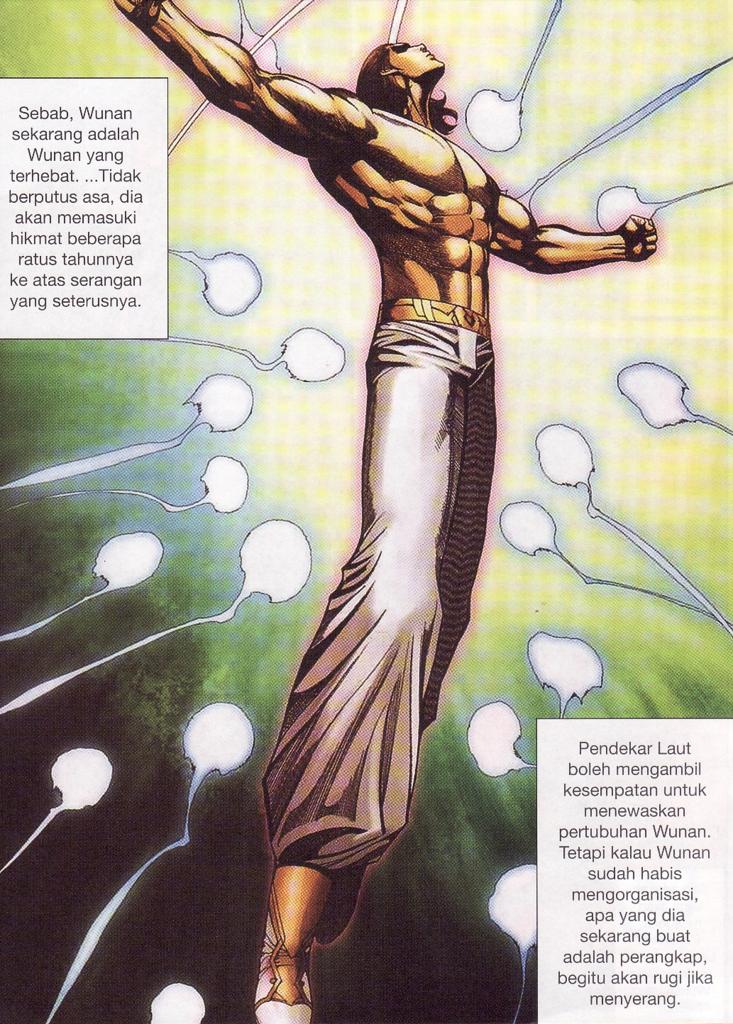 Sebab, Wunan
sekarang adalah
Wunan yang
terhebat. ...Tidak
berputus asa, dia
akan memasuki
hikmat beberapa
ratus tahunnya
ke atas serangan
yang seterusnya.
Pendekar Laut
boleh mengambil
kesempatan untuk
menewaskan
pertubuhan Wunan.
Tetapi kalau Wunan
sudah habis
mengorganisasi,
apa yang dia
sekarang buat
adalah perangkap,
begitu akan rugi jika
menyerang.